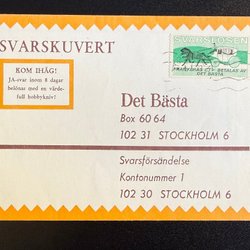 SVARSKUVERT
KOM IHÅG!
JA-svar inom 8 dagar
belönas med en värde-
full hobbykniv!
SVARSLÖSEN
FRANKERAS EJ - BETALAS AV
DET BÄSTA
Det Bästa
Box 60 64
102 31 STOCKHOLM 6
Svarsförsändelse
Kontonummer 1
102 30 STOCKHOLM 6